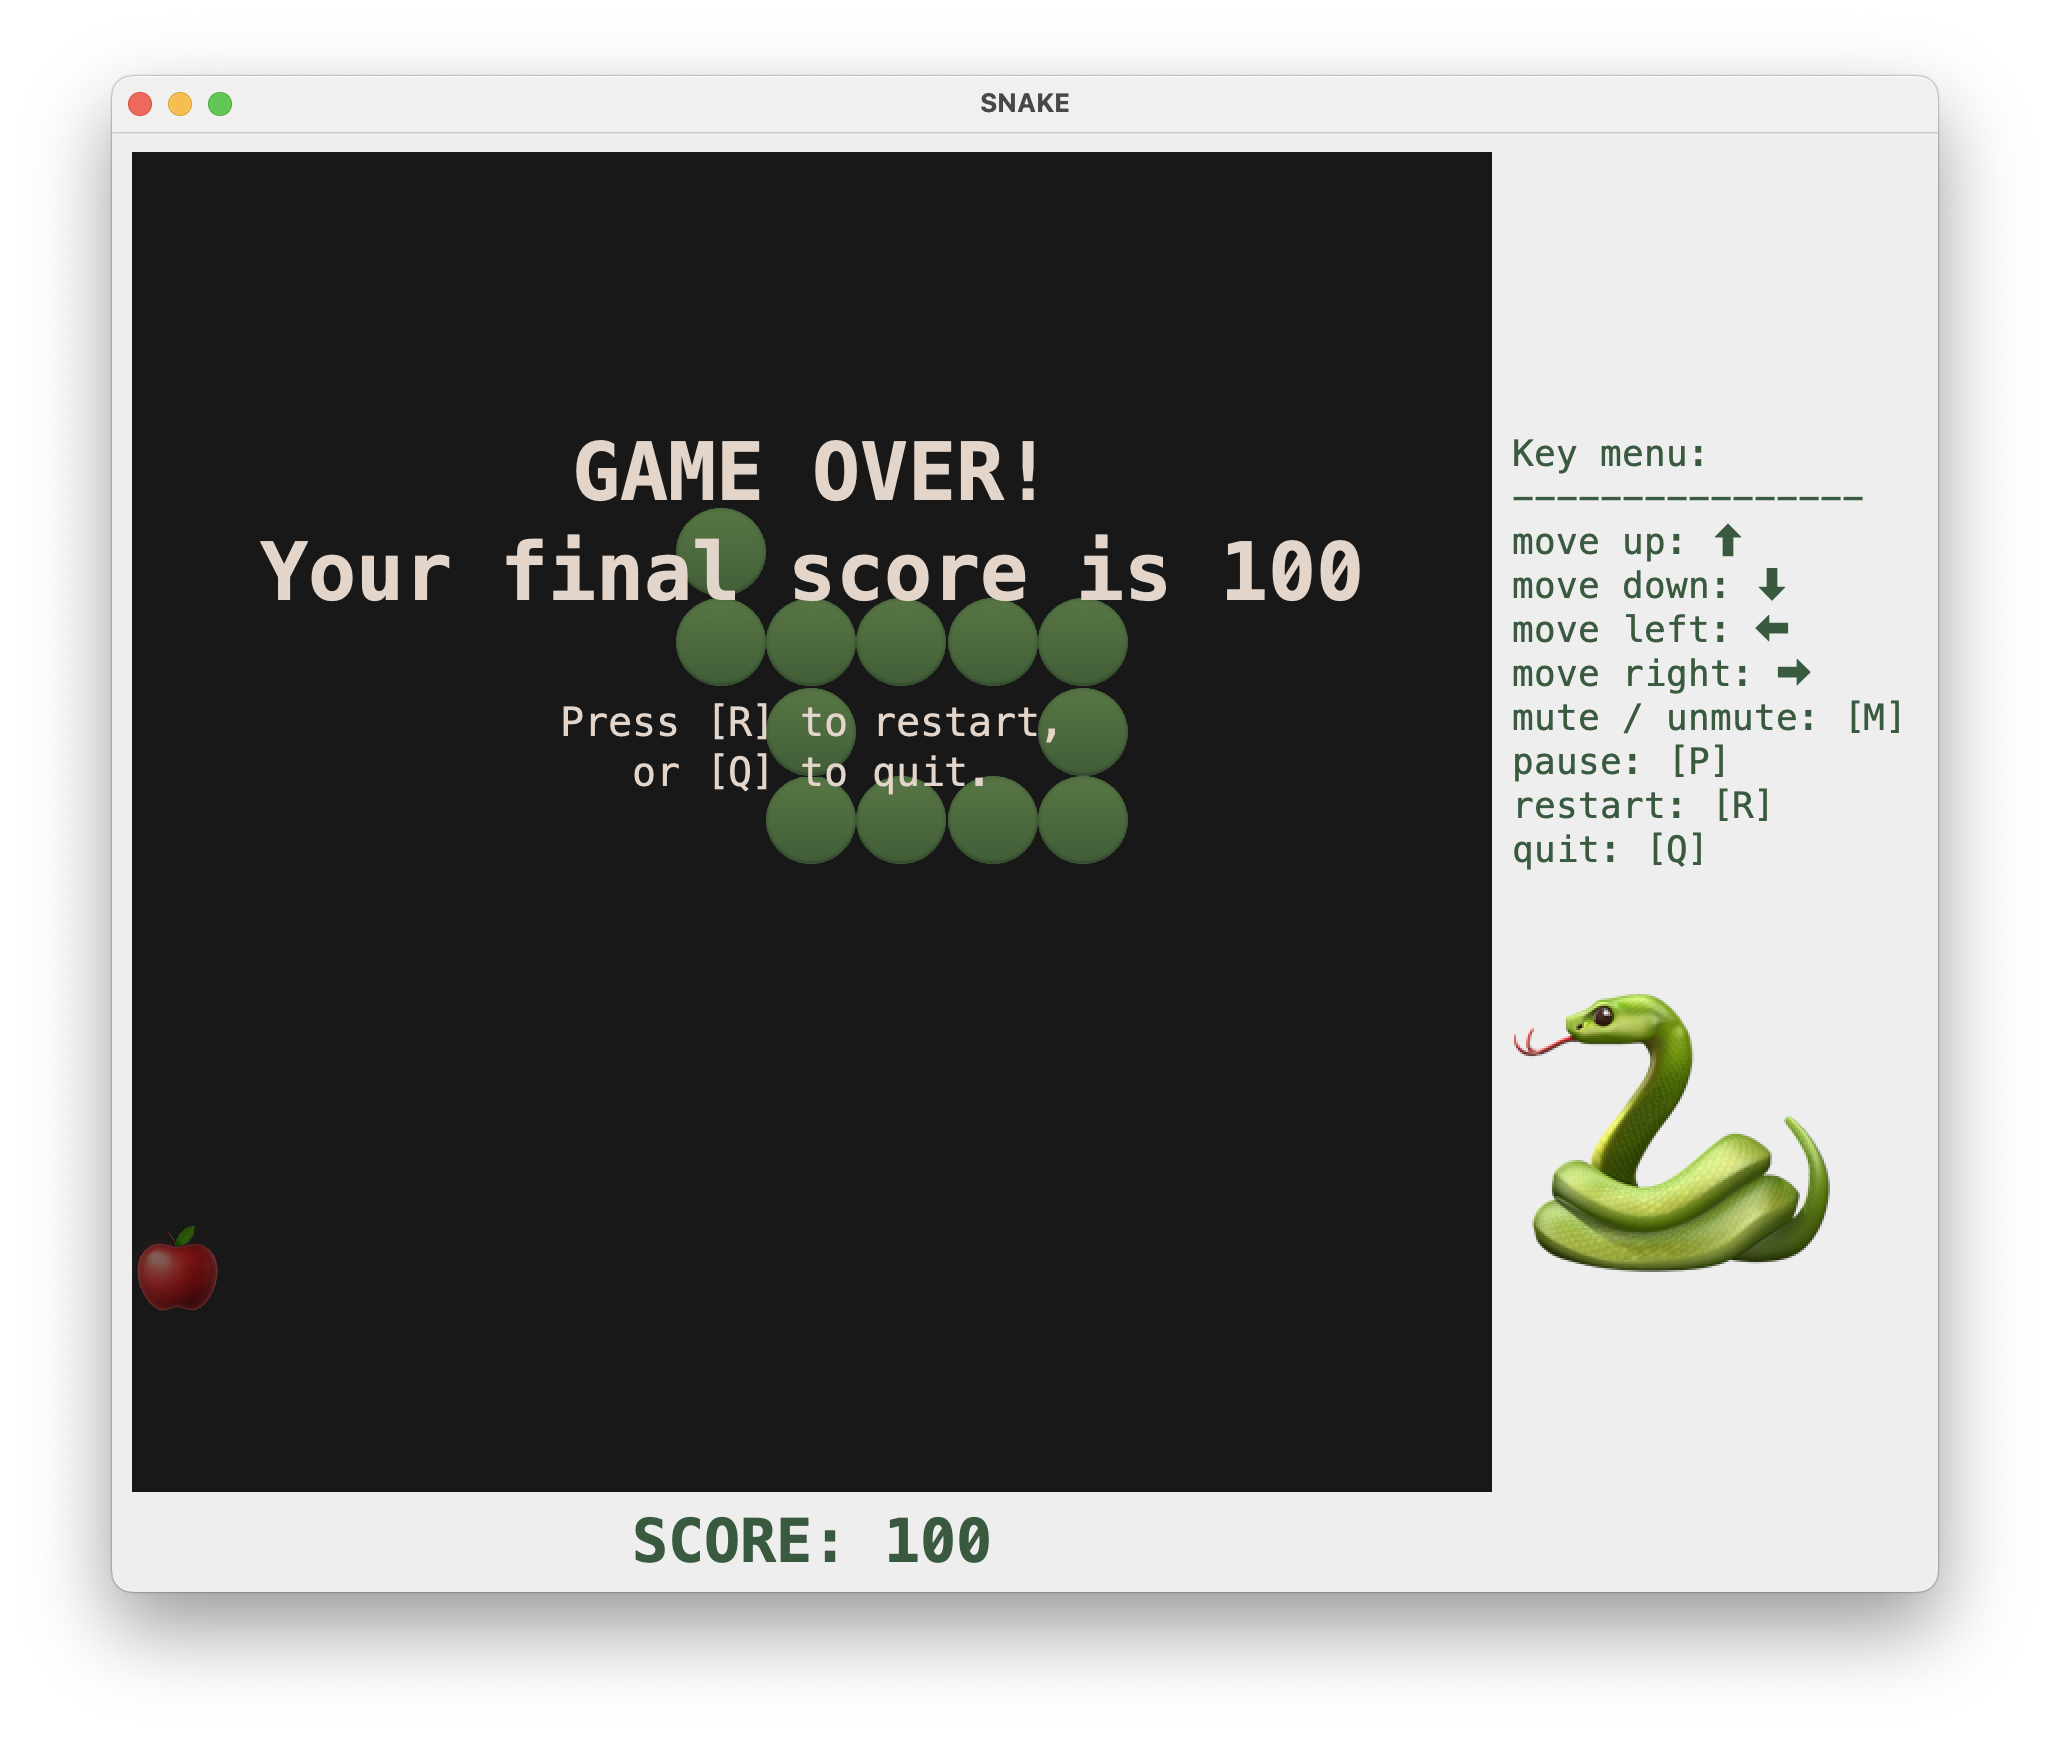 SNAKE
GAME OVER!
Your final score is 100
Press [R] to restart,
or [Q] to quit.
Key menu:
----------------
move up: ⬆
move down: ⬇
move left: ⬅
move right: ➡
mute / unmute: [M]
pause: [P]
restart: [R]
quit: [Q]
SCORE: 100